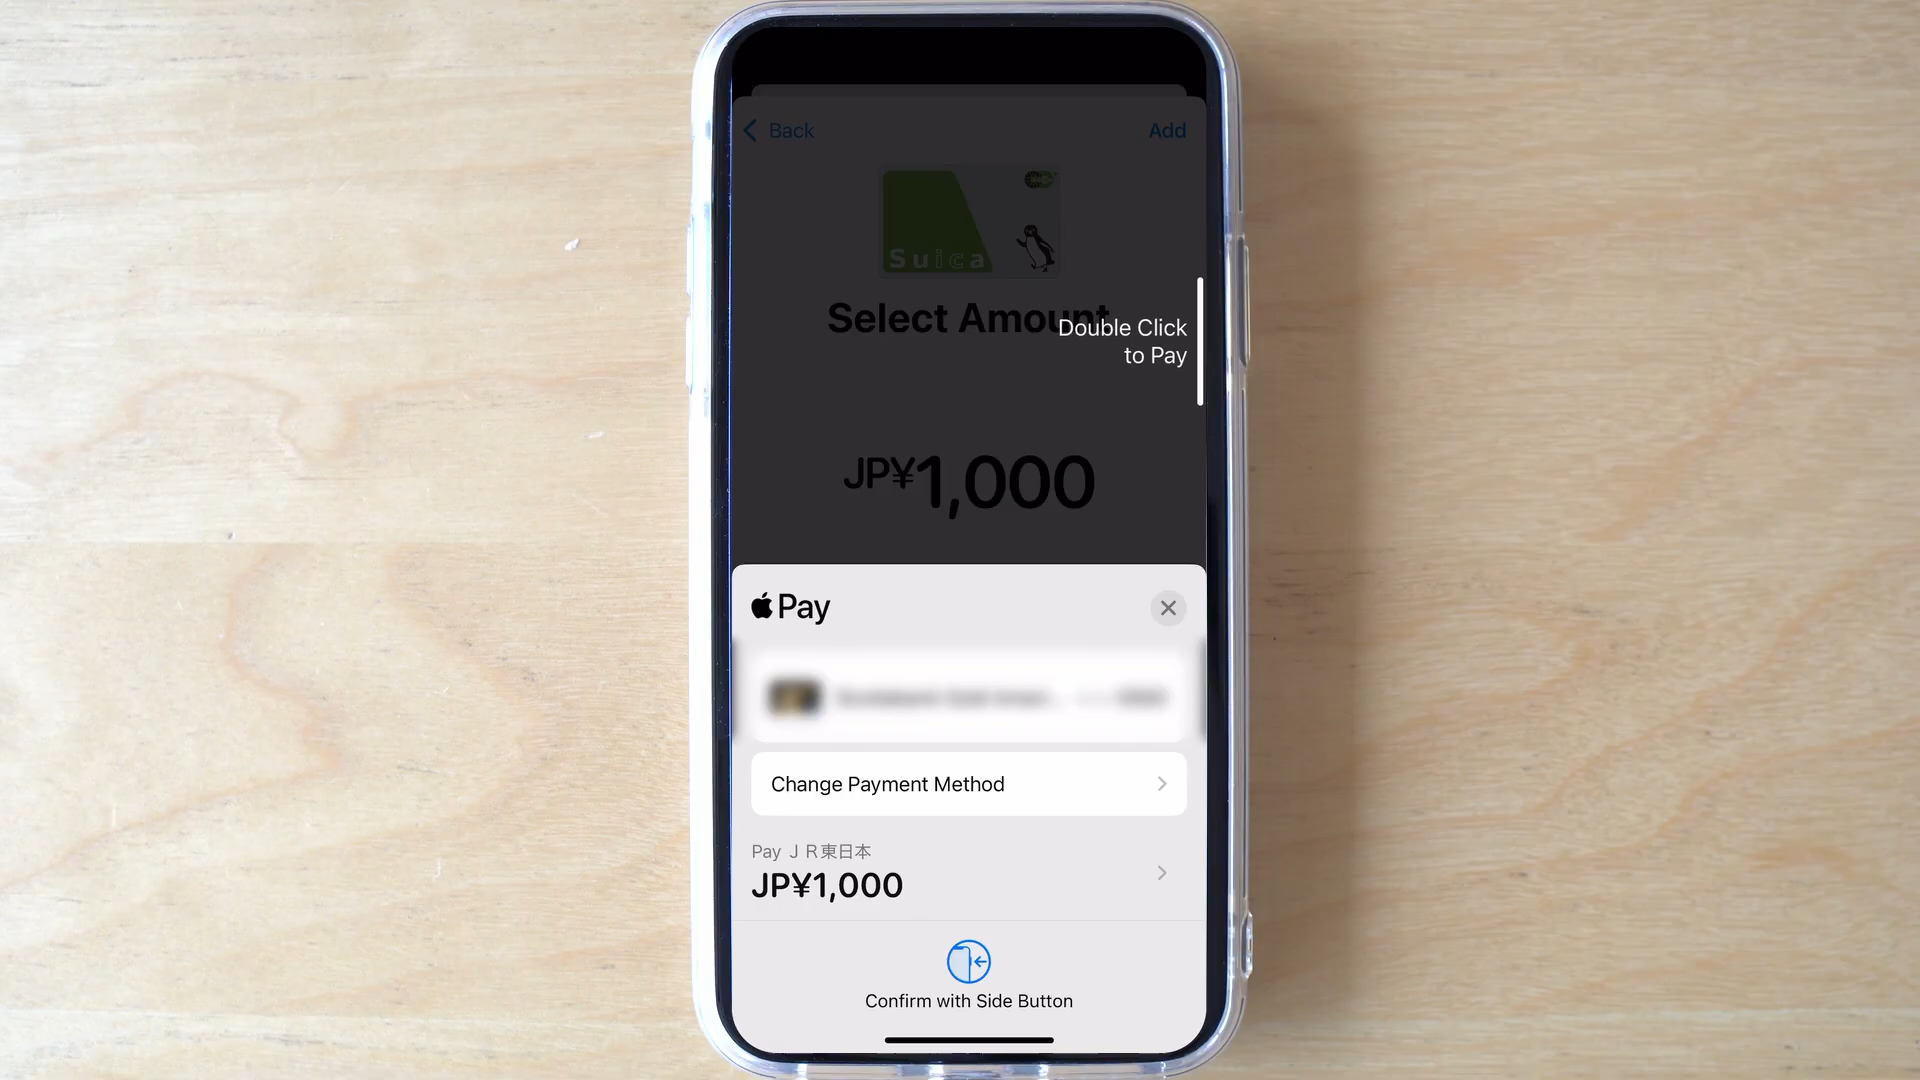 Back
Add
Suica
Select Amount
Double Click
to Pay
JP¥1,000
Pay
Change Payment Method
Pay ＪＲ東日本
JP¥1,000
Confirm with Side Button